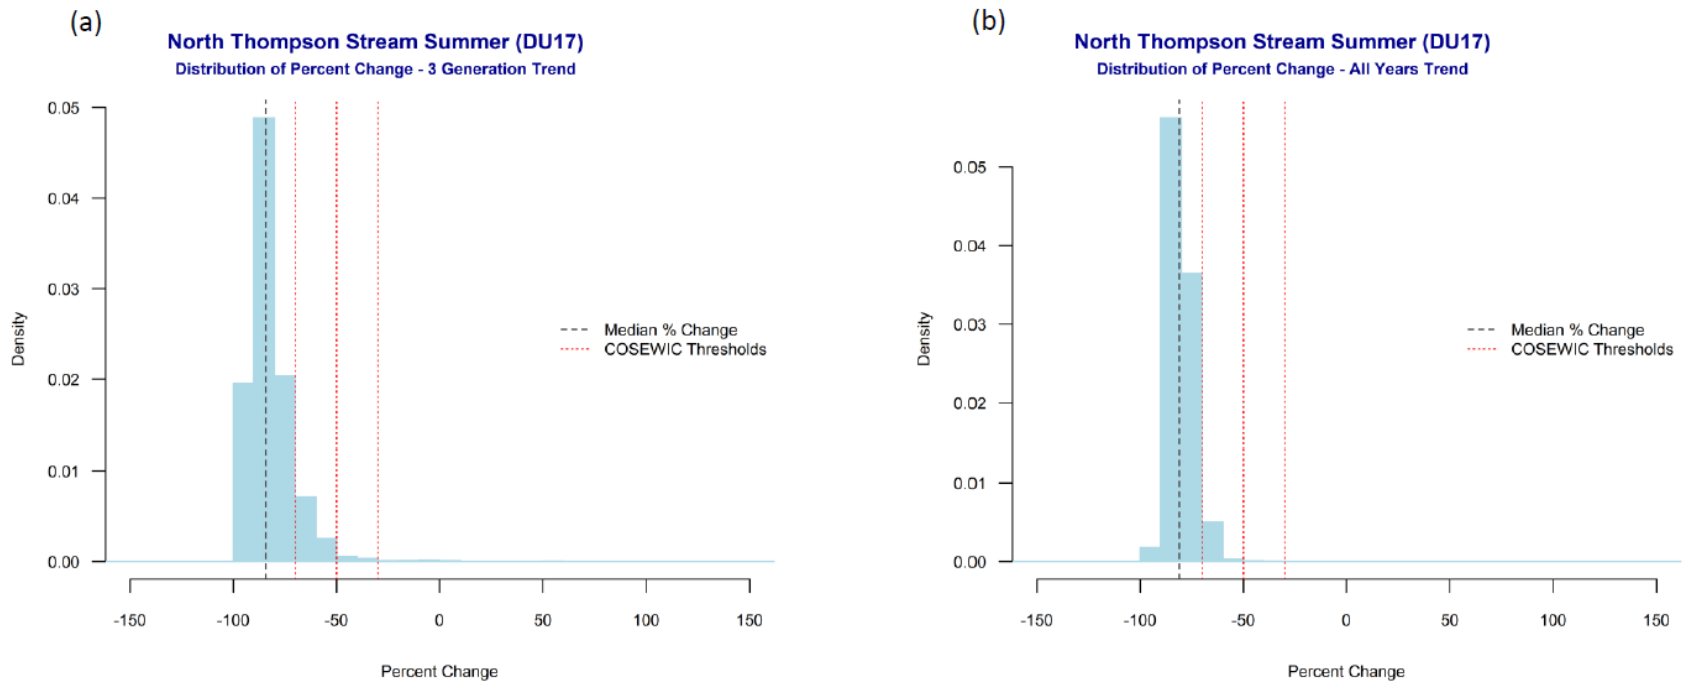 (a)
North Thompson Stream Summer (DU17)
Distribution of Percent Change - 3 Generation Trend
0.05
0.04
0.03
0.02
0.01
0.00
Density
Median % Change
COSEWIC Thresholds
-150 -100 -50 0 50 100 150
Percent Change
(b)
North Thompson Stream Summer (DU17)
Distribution of Percent Change - All Years Trend
0.05
0.04
0.03
0.02
0.01
0.00
Density
Median % Change
COSEWIC Thresholds
-150 -100 -50 0 50 100 150
Percent Change